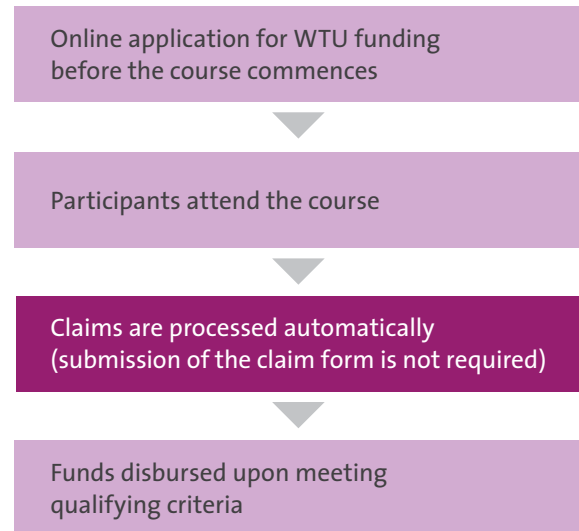 Online application for WTU funding
before the course commences
Participants attend the course
Claims are processed automatically
(submission of the claim form is not required)
Funds disbursed upon meeting
qualifying criteria